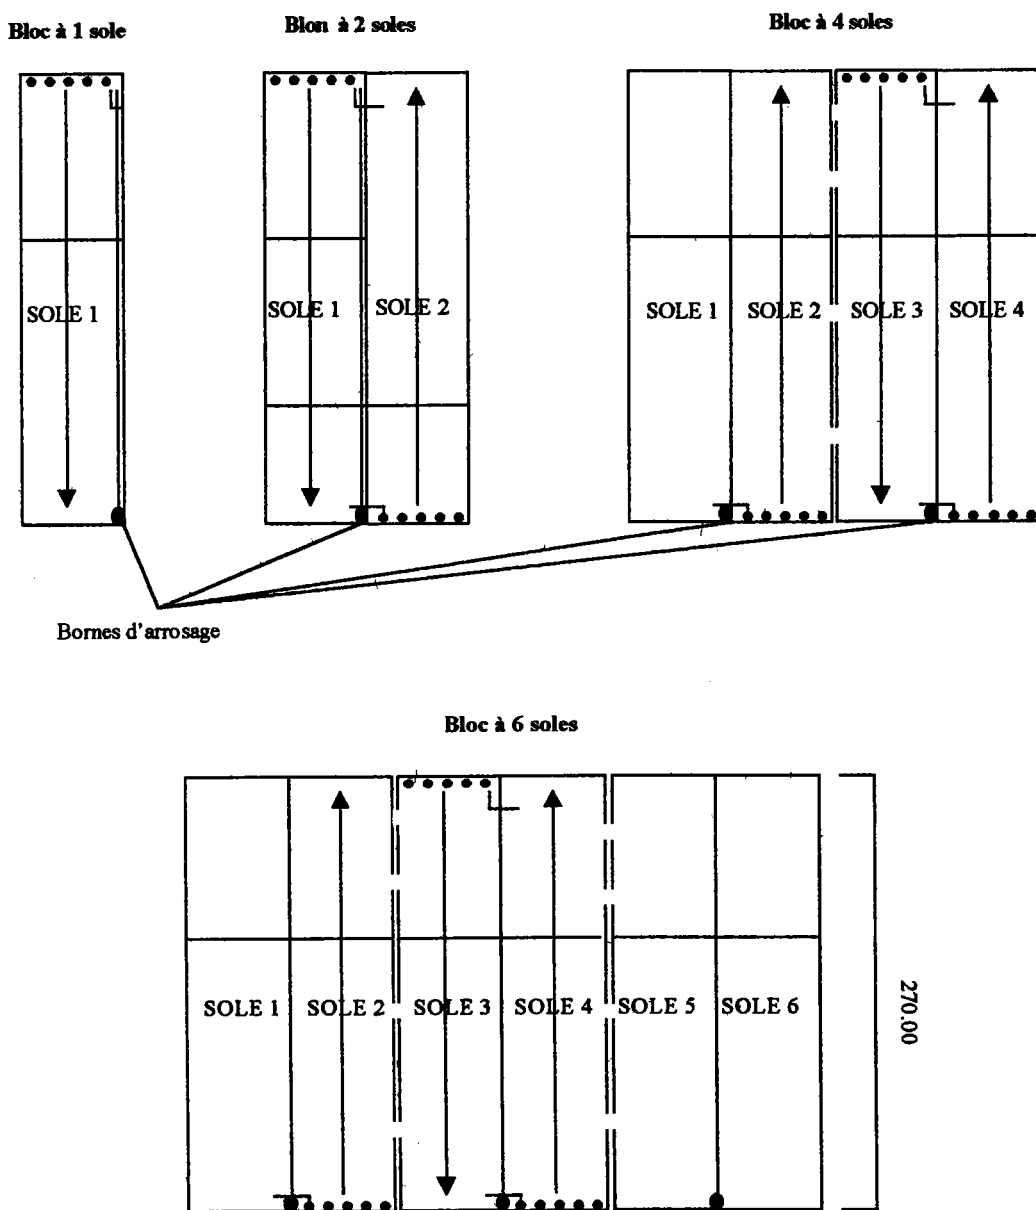 Bloc à 1 sole
Blon à 2 soles
Bloc à 4 soles
SOLE 1
SOLE 1
SOLE 2
SOLE 1
SOLE 2
SOLE 3
SOLE 4
Bornes d'arrosage
Bloc à 6 soles
SOLE 1
SOLE 2
SOLE 3
SOLE 4
SOLE 5
SOLE 6
270.00